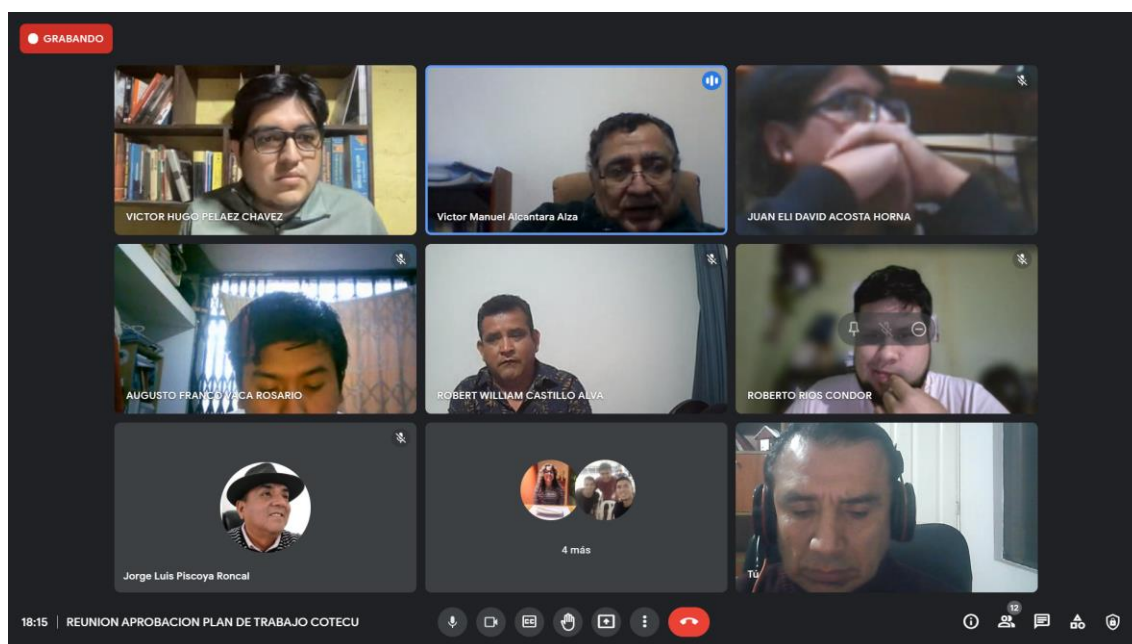 GRABANDO
VICTOR HUGO PELAEZ CHAVEZ
Victor Manuel Alcantara Alza
JUAN ELI DAVID ACOSTA HORNA
AUGUSTO FRANCO VACA ROSARIO
ROBERT WILLIAM CASTILLO ALVA
ROBERTO RIOS CONDOR
Jorge Luis Piscoya Roncal
4 más
Tú
18:15 | REUNION APROBACION PLAN DE TRABAJO COTECU
CC
12